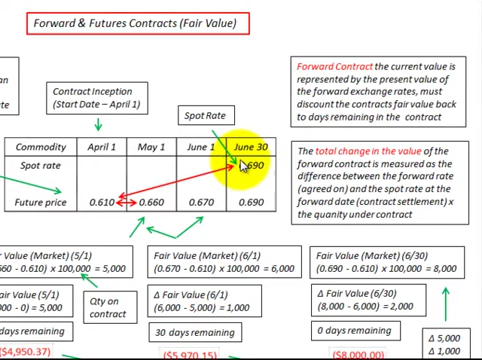 Forward & Futures Contracts (Fair Value)
an
ate
Contract Inception
(Start Date – April 1)
Spot Rate
Forward Contract the current value is
represented by the present value of
the forward exchange rates, must
discount the contracts fair value back
to days remaining in the contract
Commodity April 1 May 1 June 1 June 30
Spot rate .690
Future price 0.610 0.660 0.670 0.690
The total change in the value of the
forward contract is measured as the
difference between the forward rate
(agreed on) and the spot rate at the
forward date (contract settlement) x
the quanity under contract
r Value (Market) (5/1)
660 - 0.610) x 100,000 = 5,000
Fair Value (Market) (6/1)
(0.670 - 0.610) x 100,000 = 6,000
Fair Value (Market) (6/30)
(0.690 - 0.610) x 100,000 = 8,000
air Value (5/1)
00 - 0) = 5,000
Qty on
contract
Δ Fair Value (6/1)
(6,000 - 5,000) = 1,000
Δ Fair Value (6/30)
(8,000 - 6,000) = 2,000
days remaining
30 days remaining
0 days remaining
Δ 5,000
Δ 1,000
($4,950.37)
($5,970.15)
($8,000.00)